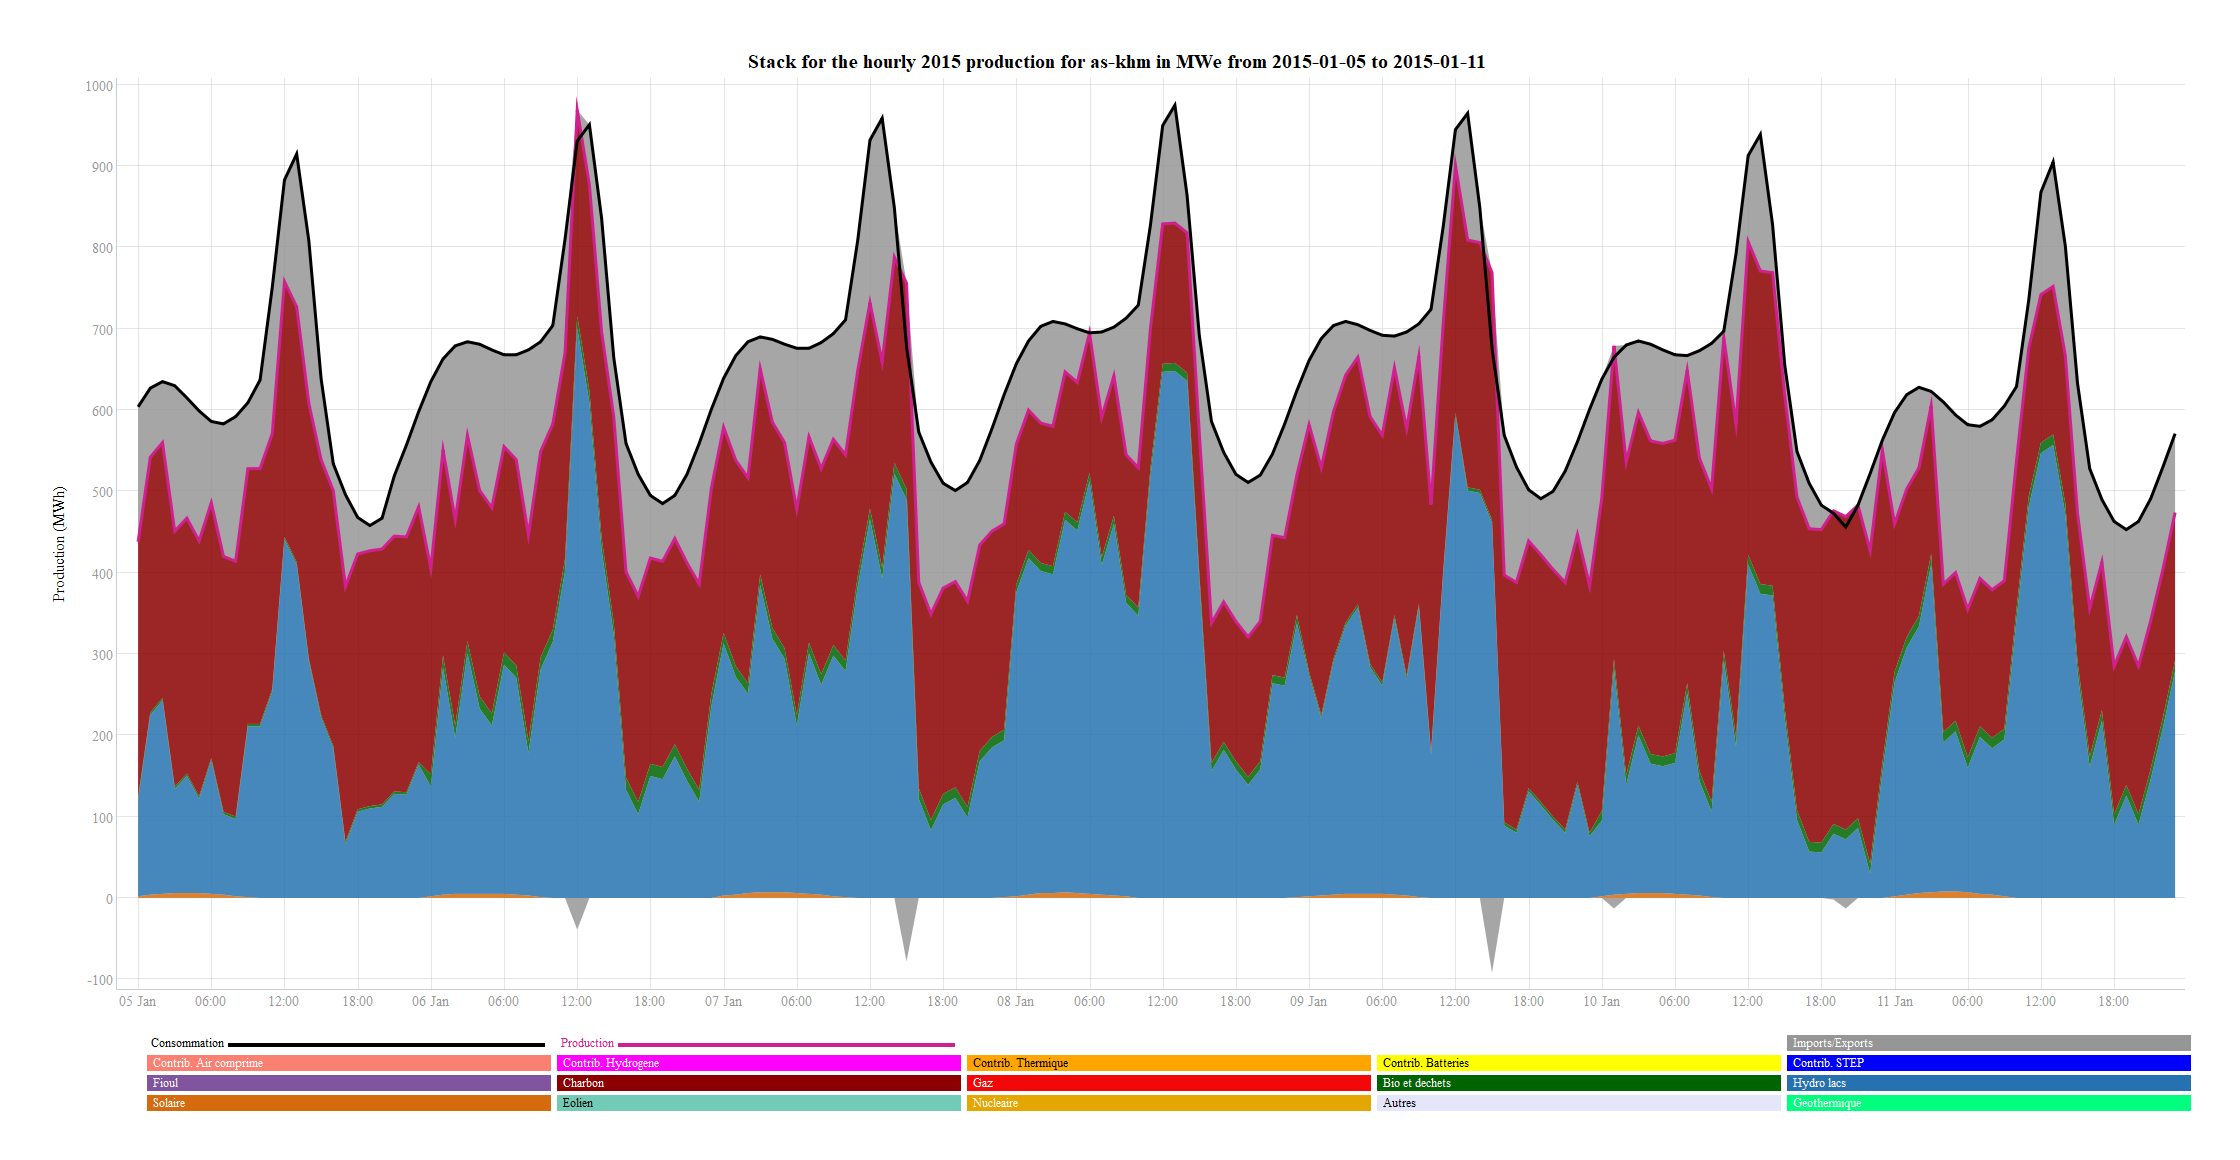 Stack for the hourly 2015 production for as-khm in MWe from 2015-01-05 to 2015-01-11
1000
900
800
700
600
500
400
300
200
100
0
-100
Production (MWh)
05 Jan 06:00 12:00 18:00 06 Jan 06:00 12:00 18:00 07 Jan 06:00 12:00 18:00 08 Jan 06:00 12:00 18:00 09 Jan 06:00 12:00 18:00 10 Jan 06:00 12:00 18:00 11 Jan 06:00 12:00 18:00
Consommation Production Imports/Exports
Contrib. Air comprime Contrib. Hydrogene Contrib. Thermique Contrib. Batteries Contrib. STEP
Fioul Charbon Gaz Bio et dechets Hydro lacs
Solaire Eolien Nucleaire Autres Geothermique